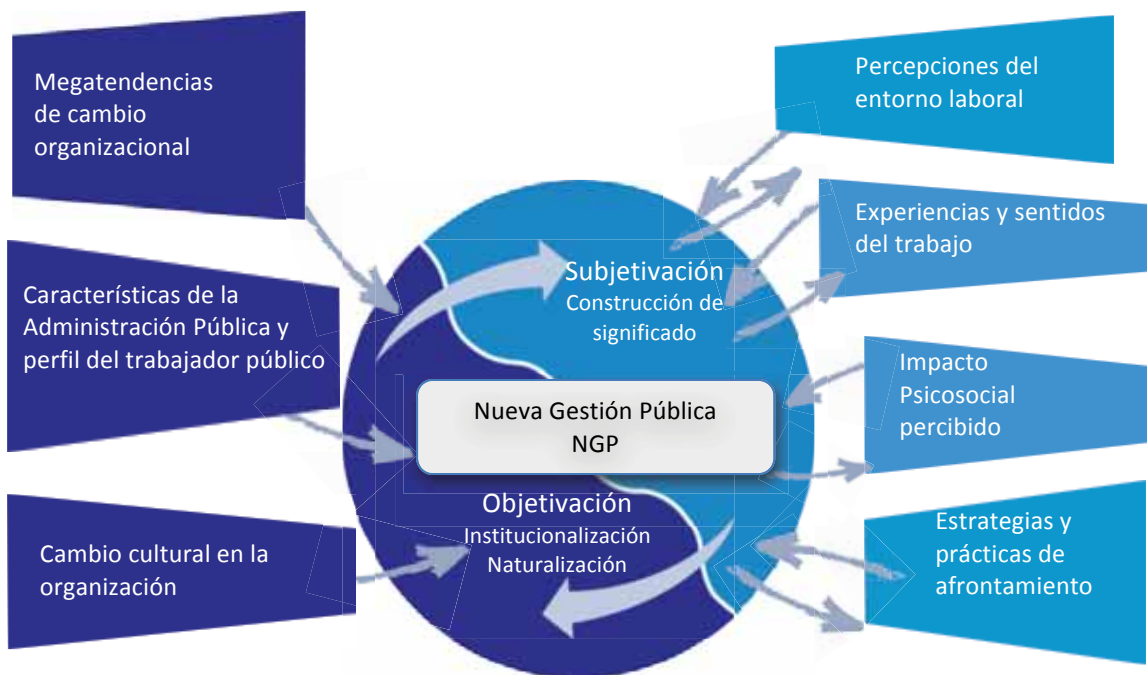 Megatendencias
de cambio
organizacional
Características de la
Administración Pública y
perfil del trabajador público
Cambio cultural en la
organización
Subjetivación
Construcción de
significado
Nueva Gestión Pública
NGP
Objetivación
Institucionalización
Naturalización
Percepciones del
entorno laboral
Experiencias y sentidos
del trabajo
Impacto
Psicosocial
percibido
Estrategias y
prácticas de
afrontamiento